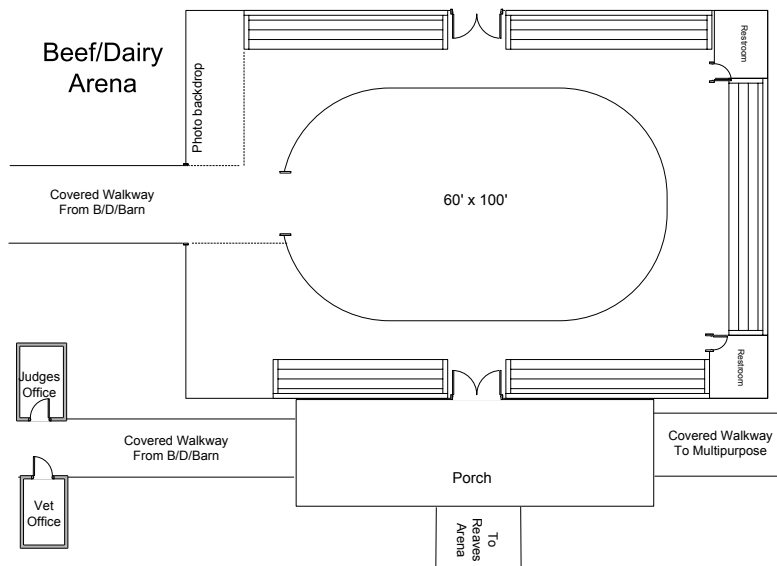 Beef/Dairy
Arena
Photo backdrop
Restroom
Covered Walkway
From B/D/Barn
60' x 100'
Judges
Office
Restroom
Covered Walkway
From B/D/Barn
Covered Walkway
To Multipurpose
Porch
Vet
Office
To
Reaves
Arena